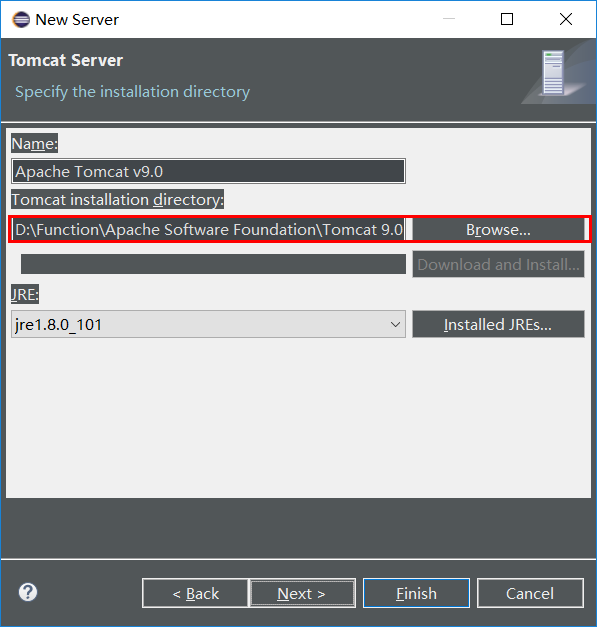 New Server
Tomcat Server
Specify the installation directory
Name:
Apache Tomcat v9.0
Tomcat installation directory:
D:\Function\Apache Software Foundation\Tomcat 9.0
Browse...
Download and Install...
JRE:
jre1.8.0_101
Installed JREs...
?
< Back
Next >
Finish
Cancel